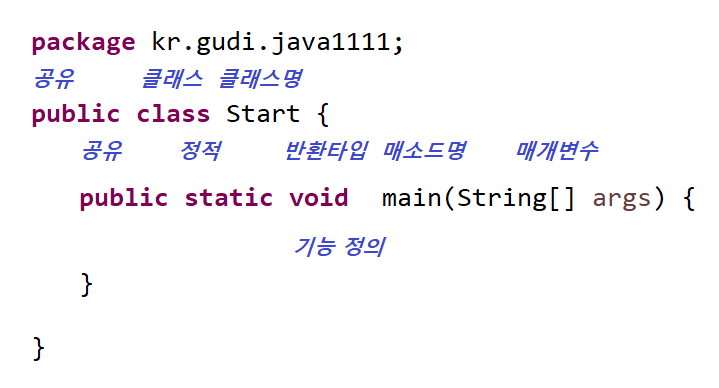 package kr.gudi.java1111;
공유 클래스 클래스명
public class Start {
공유 정적 반환타입 매소드명 매개변수
public static void main(String[] args) {
기능 정의
}
}